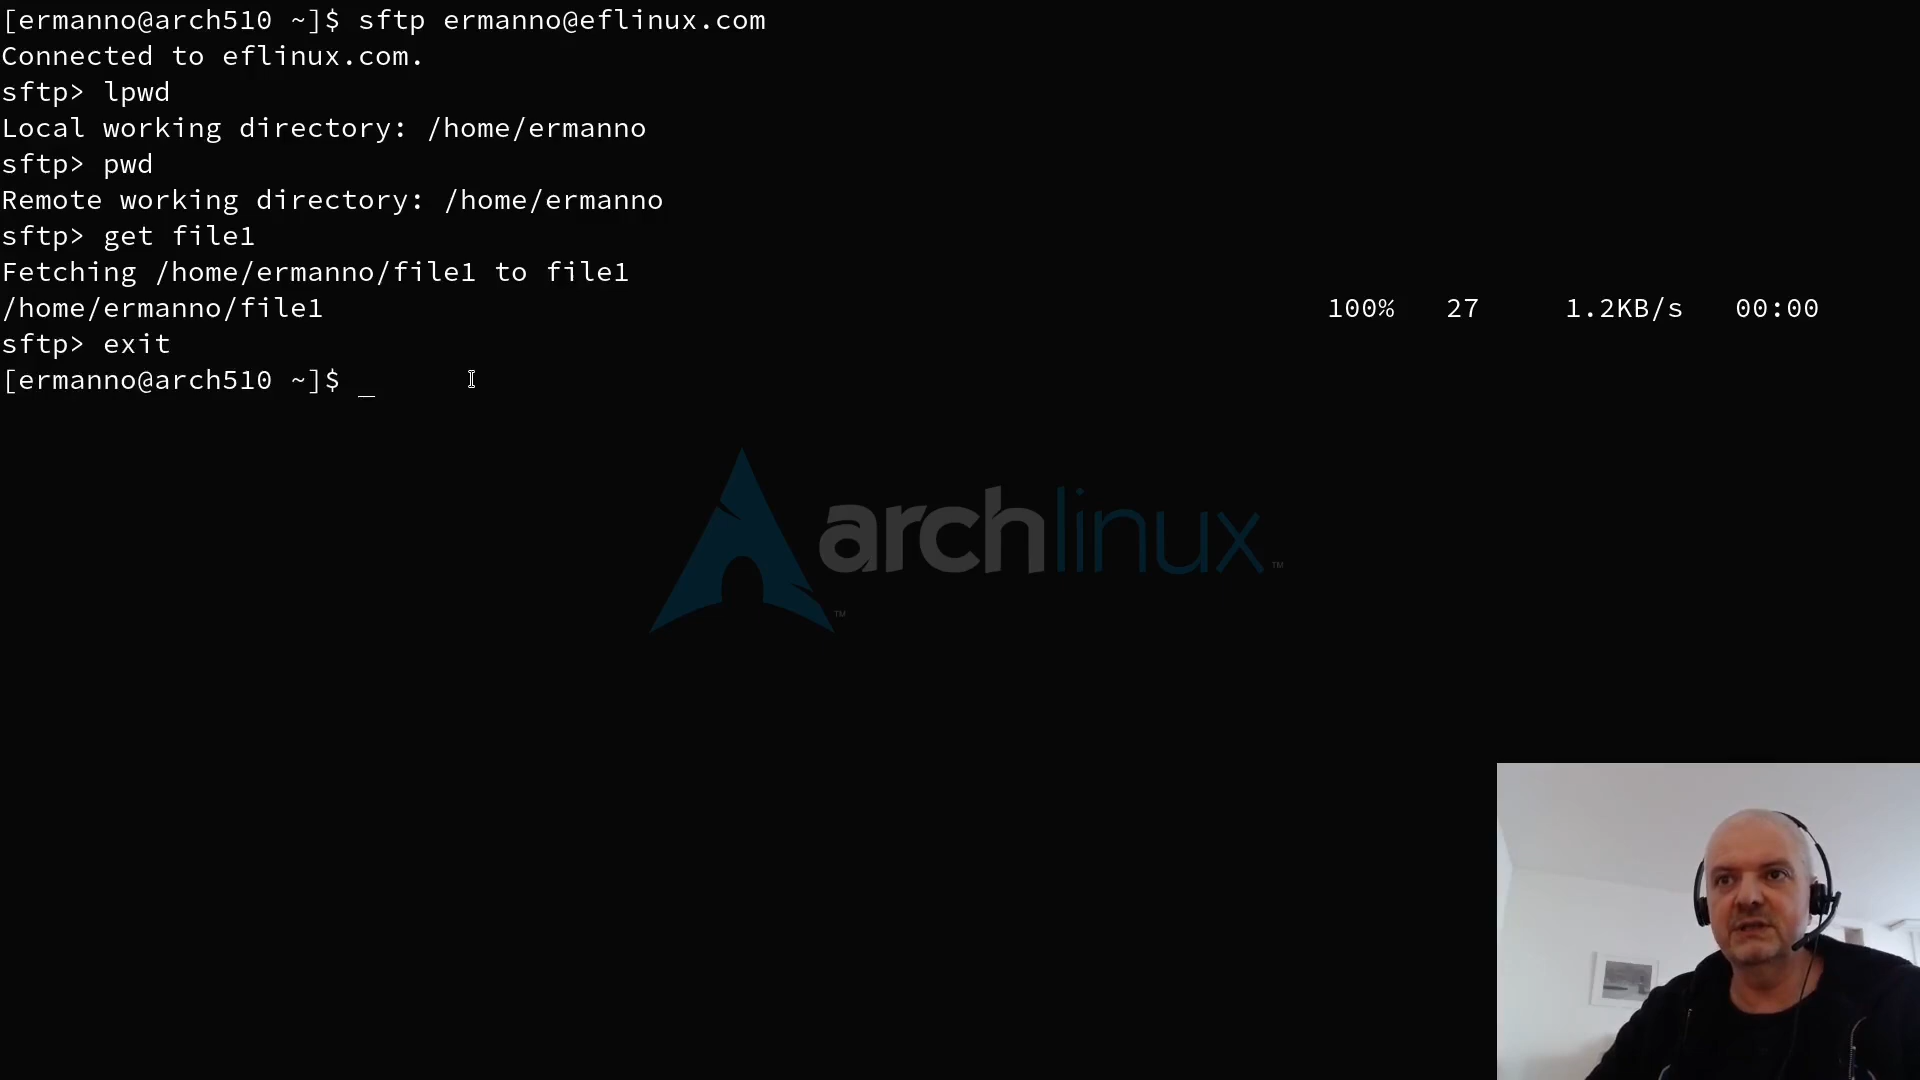 [ermanno@arch510 ~]$ sftp ermanno@eflinux.com
Connected to eflinux.com.
sftp> lpwd
Local working directory: /home/ermanno
sftp> pwd
Remote working directory: /home/ermanno
sftp> get file1
Fetching /home/ermanno/file1 to file1
/home/ermanno/file1 100% 27 1.2KB/s 00:00
sftp> exit
[ermanno@arch510 ~]$ _
archlinux™
™